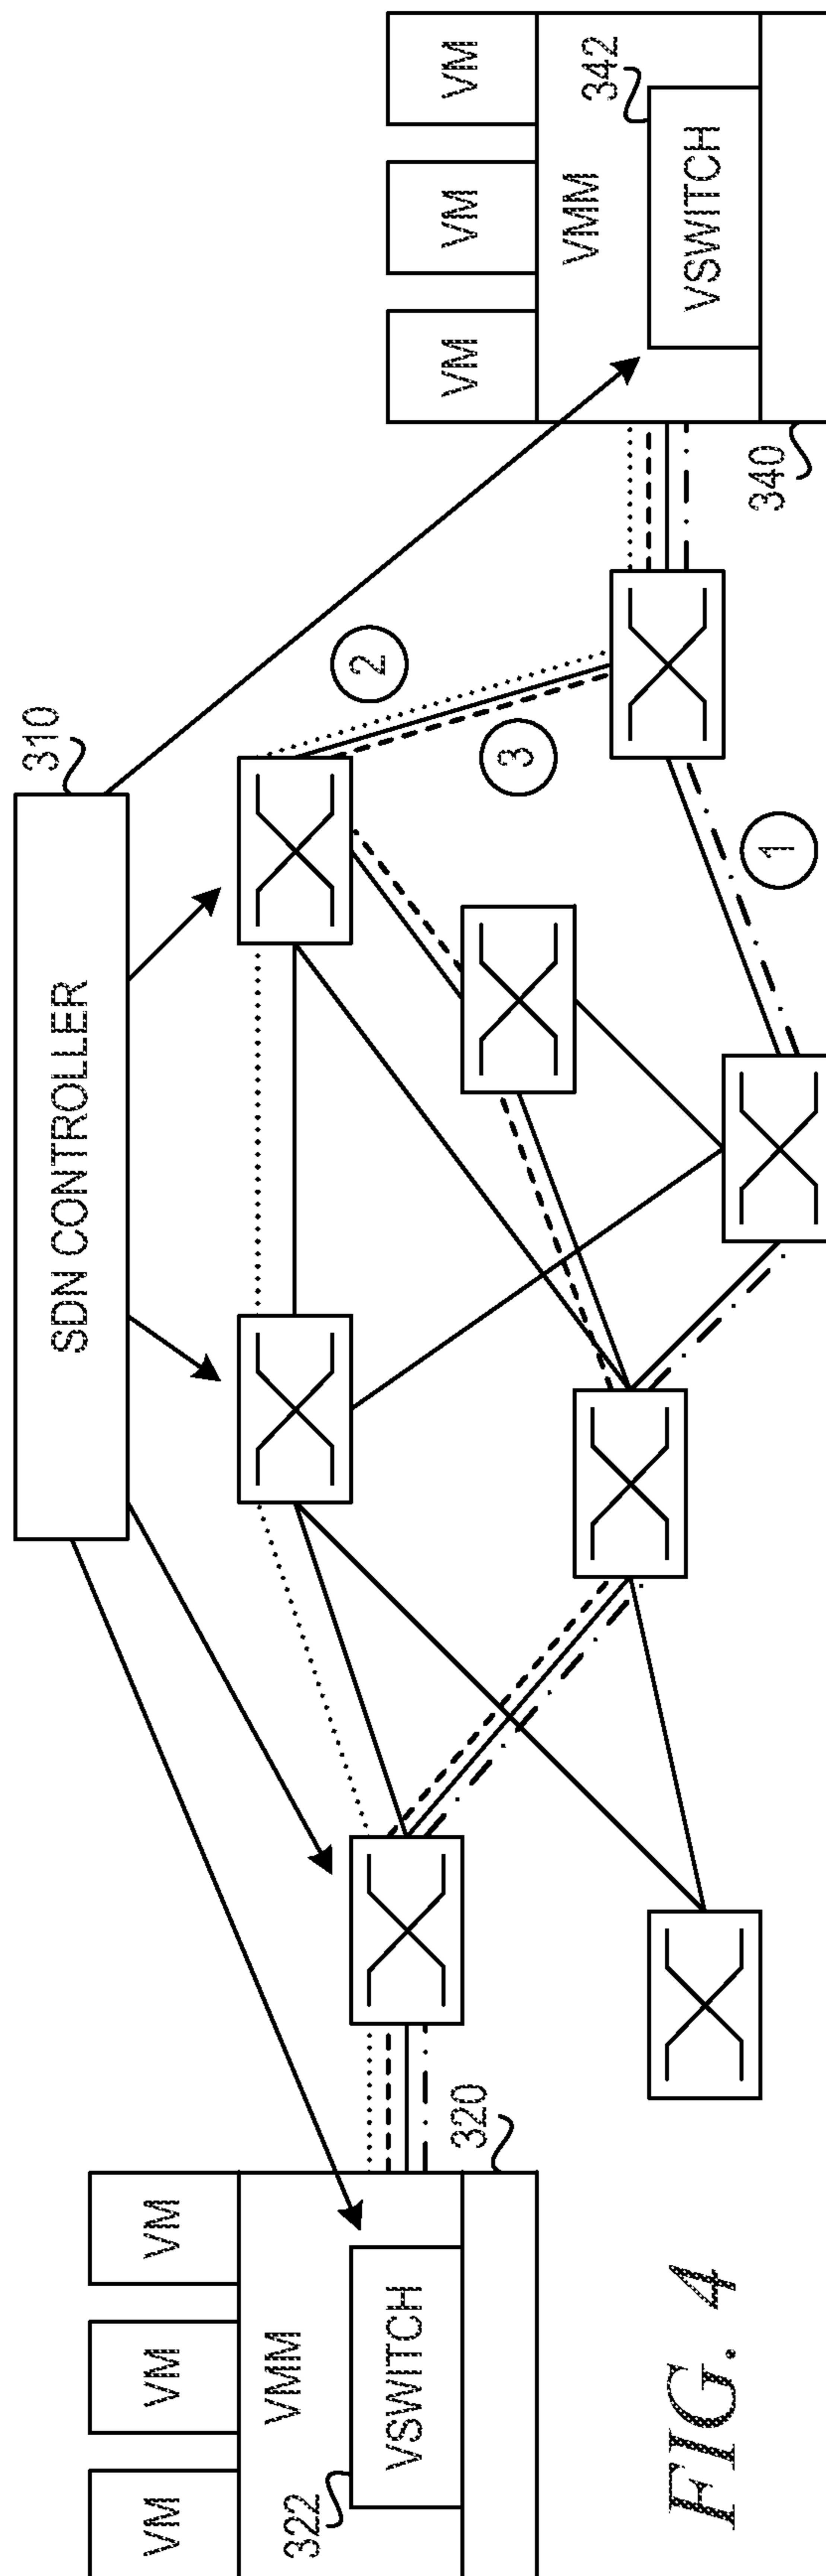 310
SDN CONTROLLER
VM
VM
VM
VMM
322
VSWITCH
320
2
3
1
VM
VM
VM
VMM
342
VSWITCH
340
FIG. 4